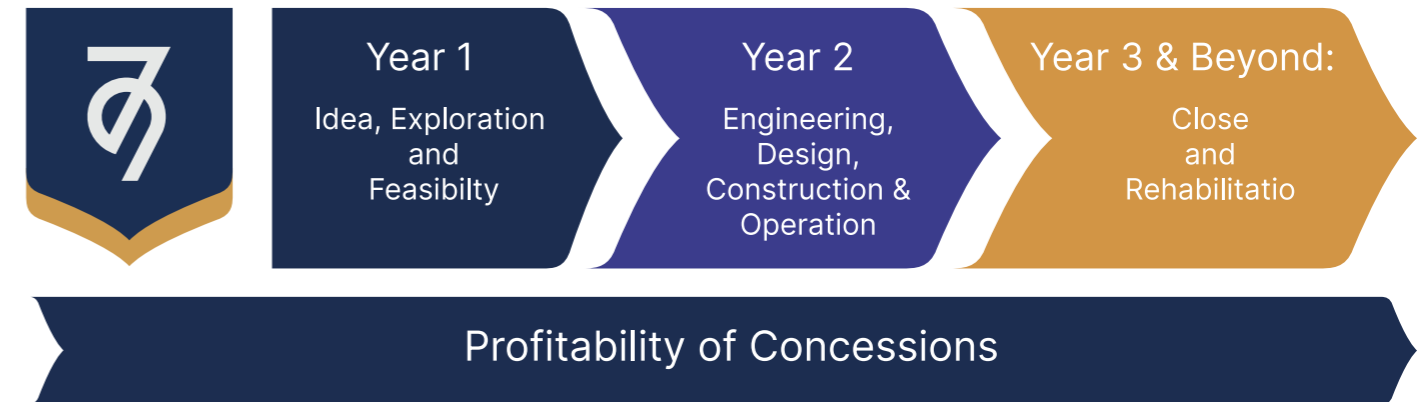 Year 1
Idea, Exploration
and
Feasibilty
Year 2
Engineering,
Design,
Construction &
Operation
Year 3 & Beyond:
Close
and
Rehabilitatio
Profitability of Concessions